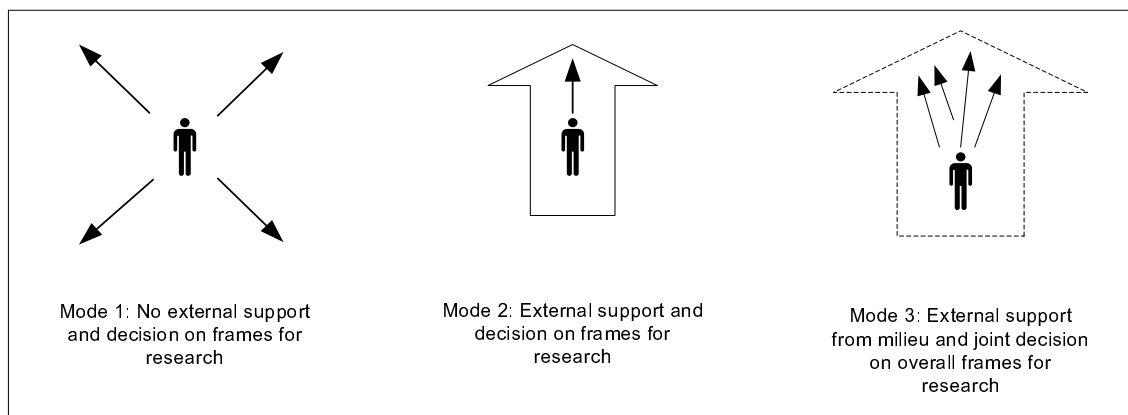 Mode 1: No external support
and decision on frames for
research
Mode 2: External support and
decision on frames for
research
Mode 3: External support
from milieu and joint decision
on overall frames for
research